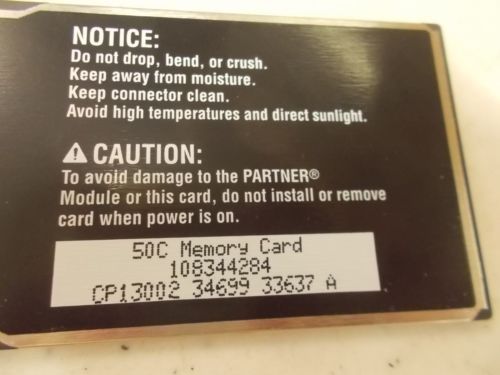 NOTICE:
Do not drop, bend, or crush.
Keep away from moisture.
Keep connector clean.
Avoid high temperatures and direct sunlight.
⚠ CAUTION:
To avoid damage to the PARTNER®
Module or this card, do not install or remove
card when power is on.
50C Memory Card
108344284
CP13002 34699 33637 A